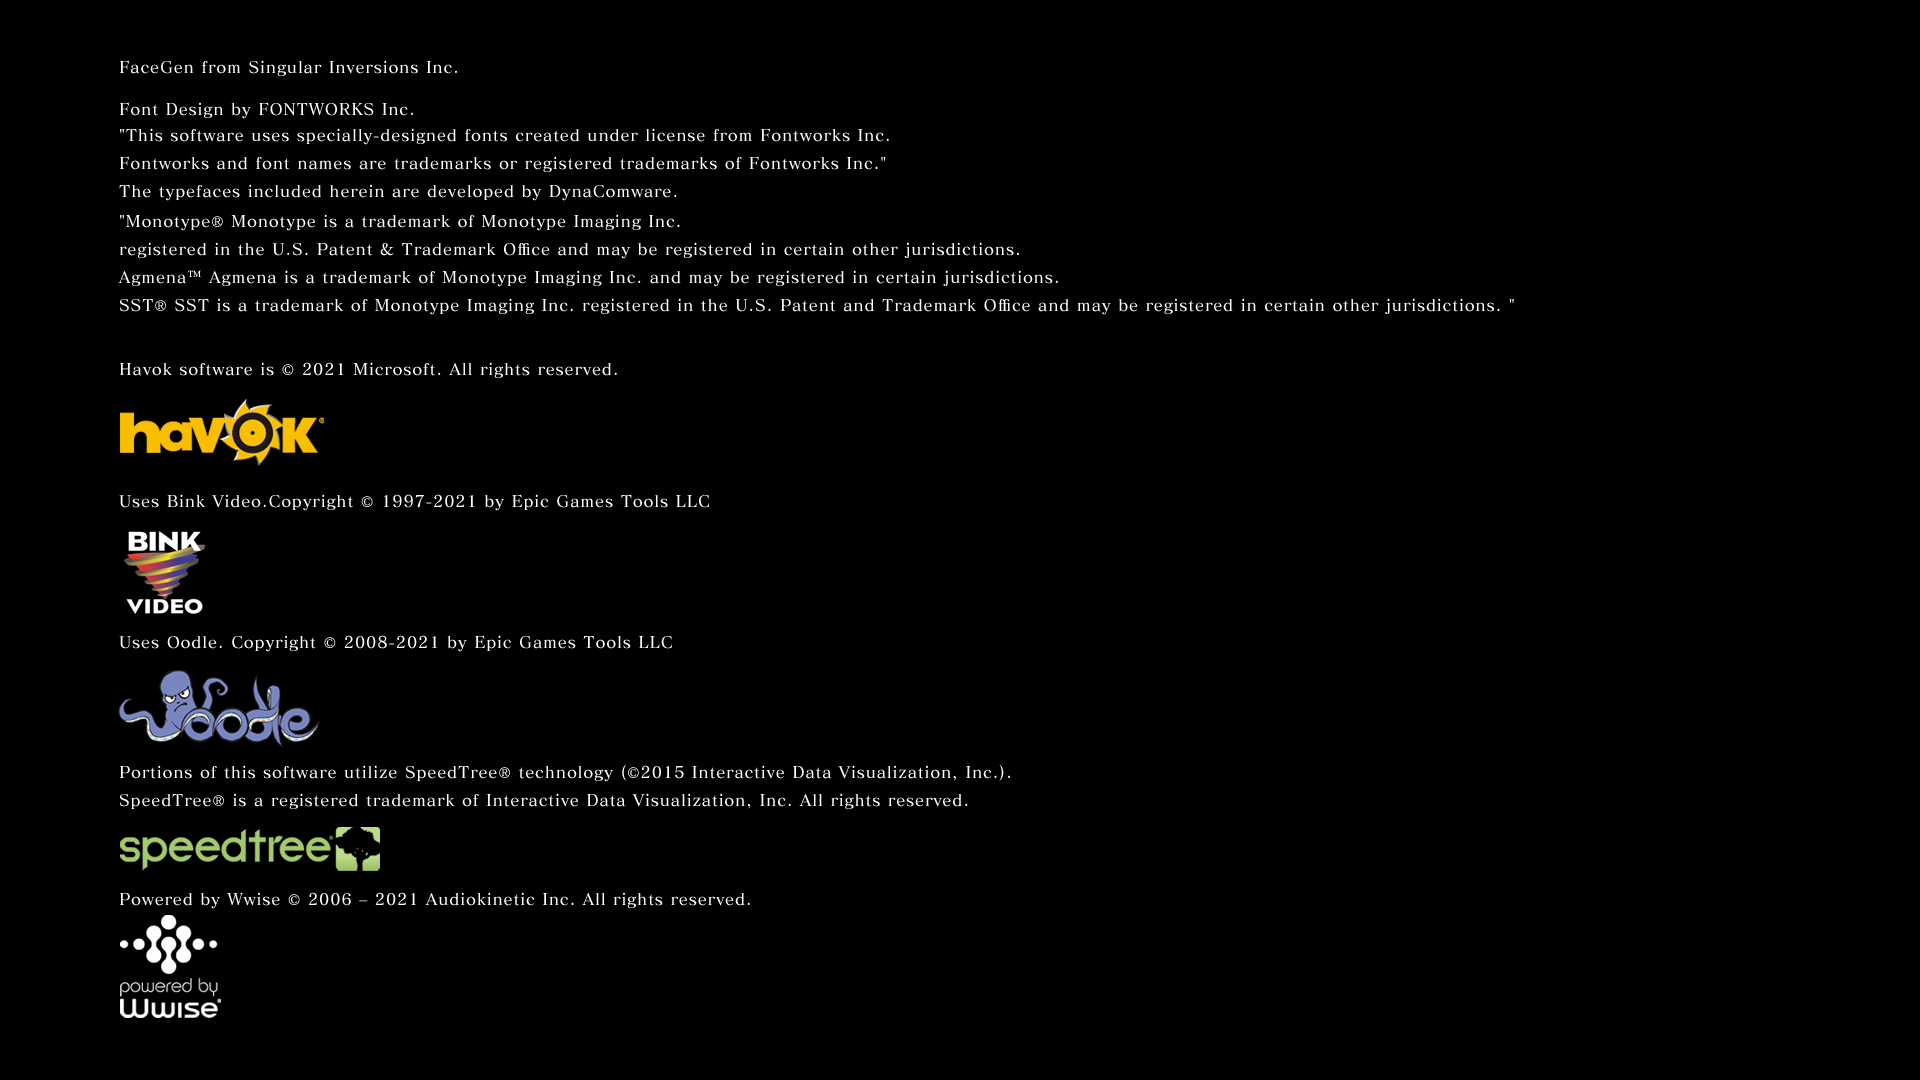 FaceGen from Singular Inversions Inc.
Font Design by FONTWORKS Inc.
"This software uses specially-designed fonts created under license from Fontworks Inc.
Fontworks and font names are trademarks or registered trademarks of Fontworks Inc."
The typefaces included herein are developed by DynaComware.
"Monotype® Monotype is a trademark of Monotype Imaging Inc.
registered in the U.S. Patent & Trademark Office and may be registered in certain other jurisdictions.
Agmena™ Agmena is a trademark of Monotype Imaging Inc. and may be registered in certain jurisdictions.
SST® SST is a trademark of Monotype Imaging Inc. registered in the U.S. Patent and Trademark Office and may be registered in certain other jurisdictions. "
Havok software is © 2021 Microsoft. All rights reserved.
havok®
Uses Bink Video.Copyright © 1997-2021 by Epic Games Tools LLC
BINK
VIDEO
Uses Oodle. Copyright © 2008-2021 by Epic Games Tools LLC
oodle
Portions of this software utilize SpeedTree® technology (©2015 Interactive Data Visualization, Inc.).
SpeedTree® is a registered trademark of Interactive Data Visualization, Inc. All rights reserved.
speedtree®
Powered by Wwise © 2006 – 2021 Audiokinetic Inc. All rights reserved.
powered by
Wwise®